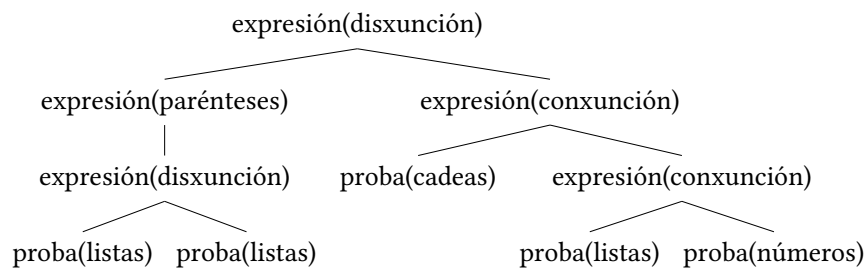 expresión(disxunción)
expresión(parénteses) expresión(conxunción)
expresión(disxunción) proba(cadeas) expresión(conxunción)
proba(listas) proba(listas) proba(listas) proba(números)